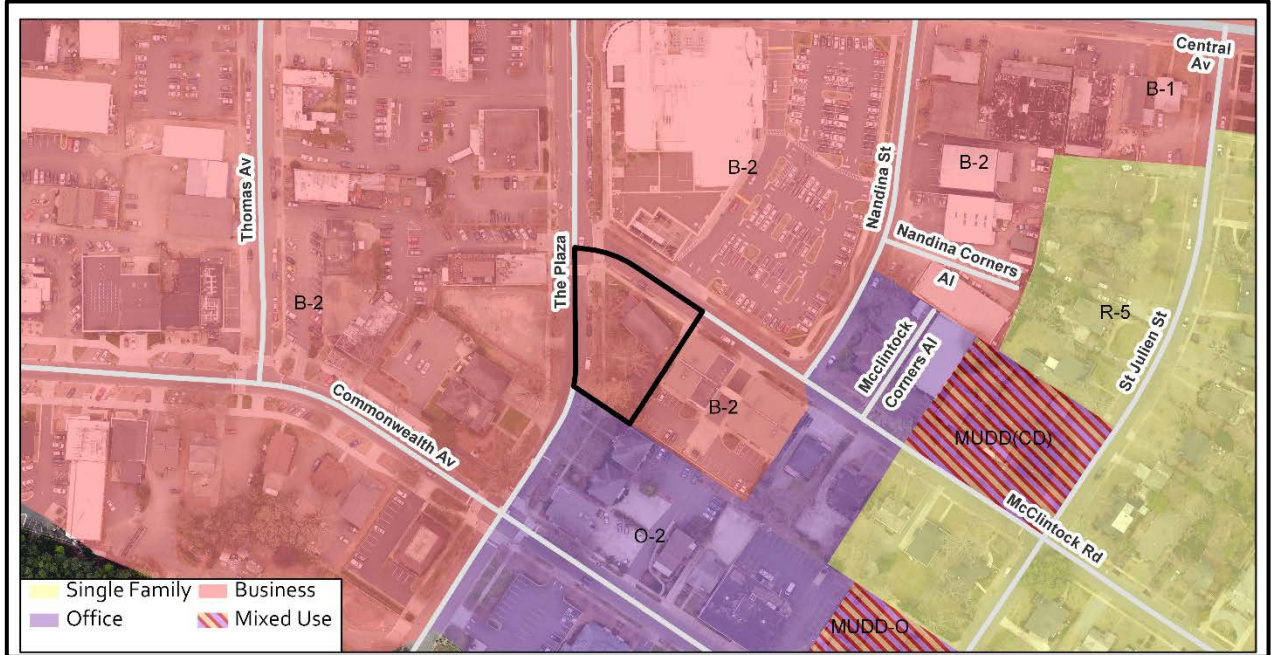 Central
Av
B-1
Thomas Av
B-2
Nandina St
B-2
Nandina Corners
Al
The Plaza
B-2
R-5
St Julien St
Mcclintock
Corners Al
Commonwealth Av
B-2
MUDD(CD)
McClintock Rd
O-2
Single Family
Business
Office
Mixed Use
MUDD-O